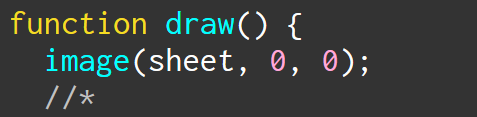 function draw() {
  image(sheet, 0, 0);
  //*